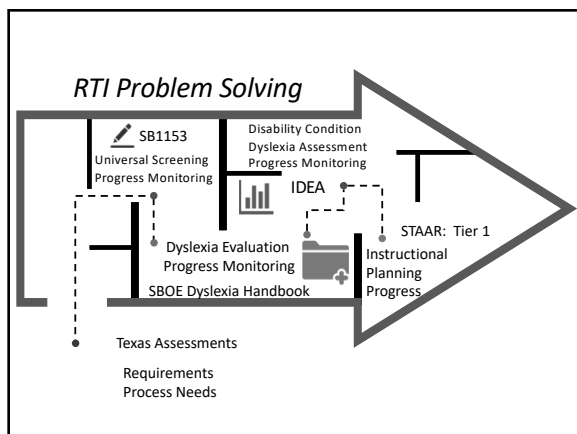 RTI Problem Solving
SB1153
Universal Screening
Progress Monitoring
Disability Condition
Dyslexia Assessment
Progress Monitoring
IDEA
Dyslexia Evaluation
Progress Monitoring
SBOE Dyslexia Handbook
STAAR: Tier 1
Instructional
Planning
Progress
Texas Assessments
Requirements
Process Needs